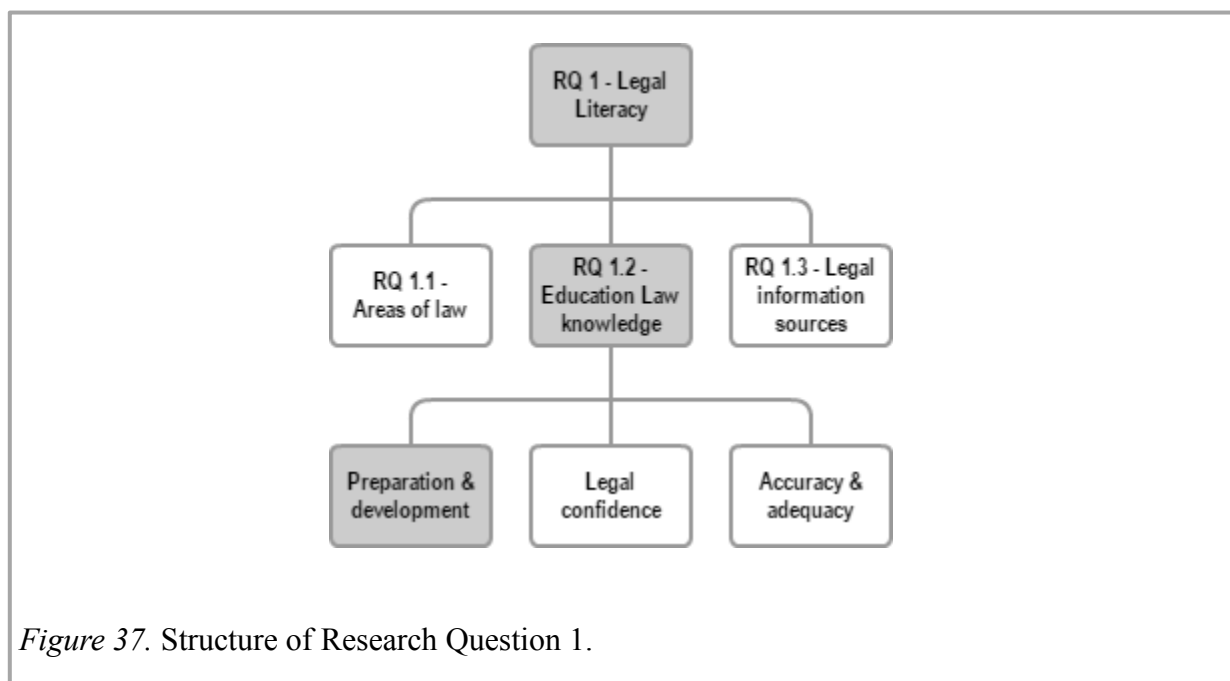 RQ 1 - Legal
Literacy
RQ 1.1 -
Areas of law
RQ 1.2 -
Education Law
knowledge
RQ 1.3 - Legal
information
sources
Preparation &
development
Legal
confidence
Accuracy &
adequacy
Figure 37. Structure of Research Question 1.